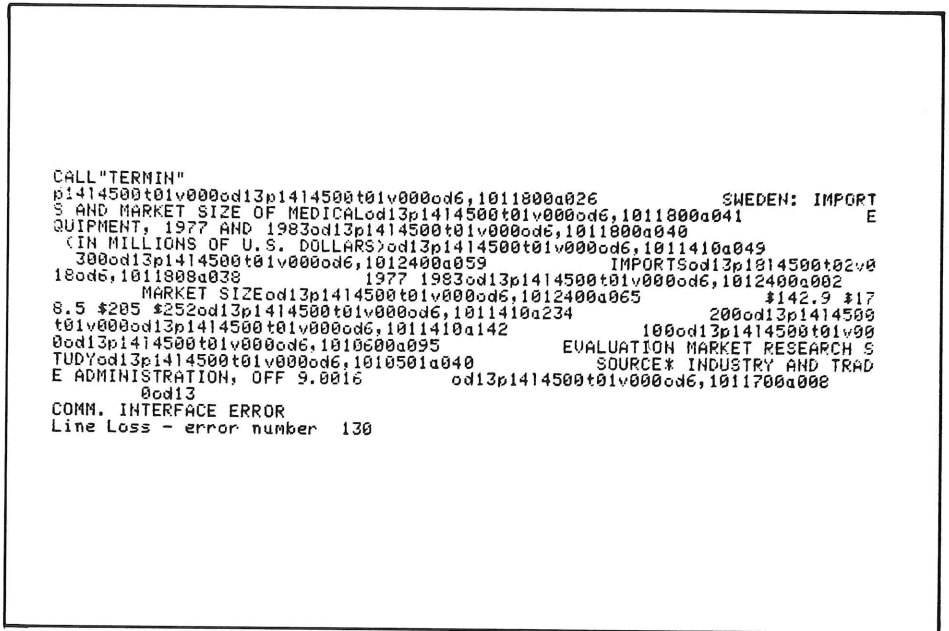 CALL"TERMIN"
p1414500t01v000od13p1414500t01v000od6,1011800a026 SWEDEN: IMPORT
S AND MARKET SIZE OF MEDICALod13p1414500t01v000od6,1011800a041 E
QUIPMENT, 1977 AND 1983od13p1414500t01v000od6,1011800a040
(IN MILLIONS OF U.S. DOLLARS)od13p1414500t01v000od6,1011410a049
300od13p1414500t01v000od6,1012400a059 IMPORTSod13p1814500t02v0
18od6,1011808a038 1977 1983od13p1414500t01v000od6,1012400a002
MARKET SIZEod13p1414500t01v000od6,1012400a065 $142.9 $17
8.5 $205 $252od13p1414500t01v000od6,1011410a234 200od13p1414500
t01v000od13p1414500t01v000od6,1011410a142 100od13p1414500t01v00
0od13p1414500t01v000od6,1010600a095 EVALUATION MARKET RESEARCH S
TUDYod13p1414500t01v000od6,1010501a040 SOURCE* INDUSTRY AND TRAD
E ADMINISTRATION, OFF 9.0016 od13p1414500t01v000od6,1011700a008
0od13
COMM. INTERFACE ERROR
Line Loss - error number 130